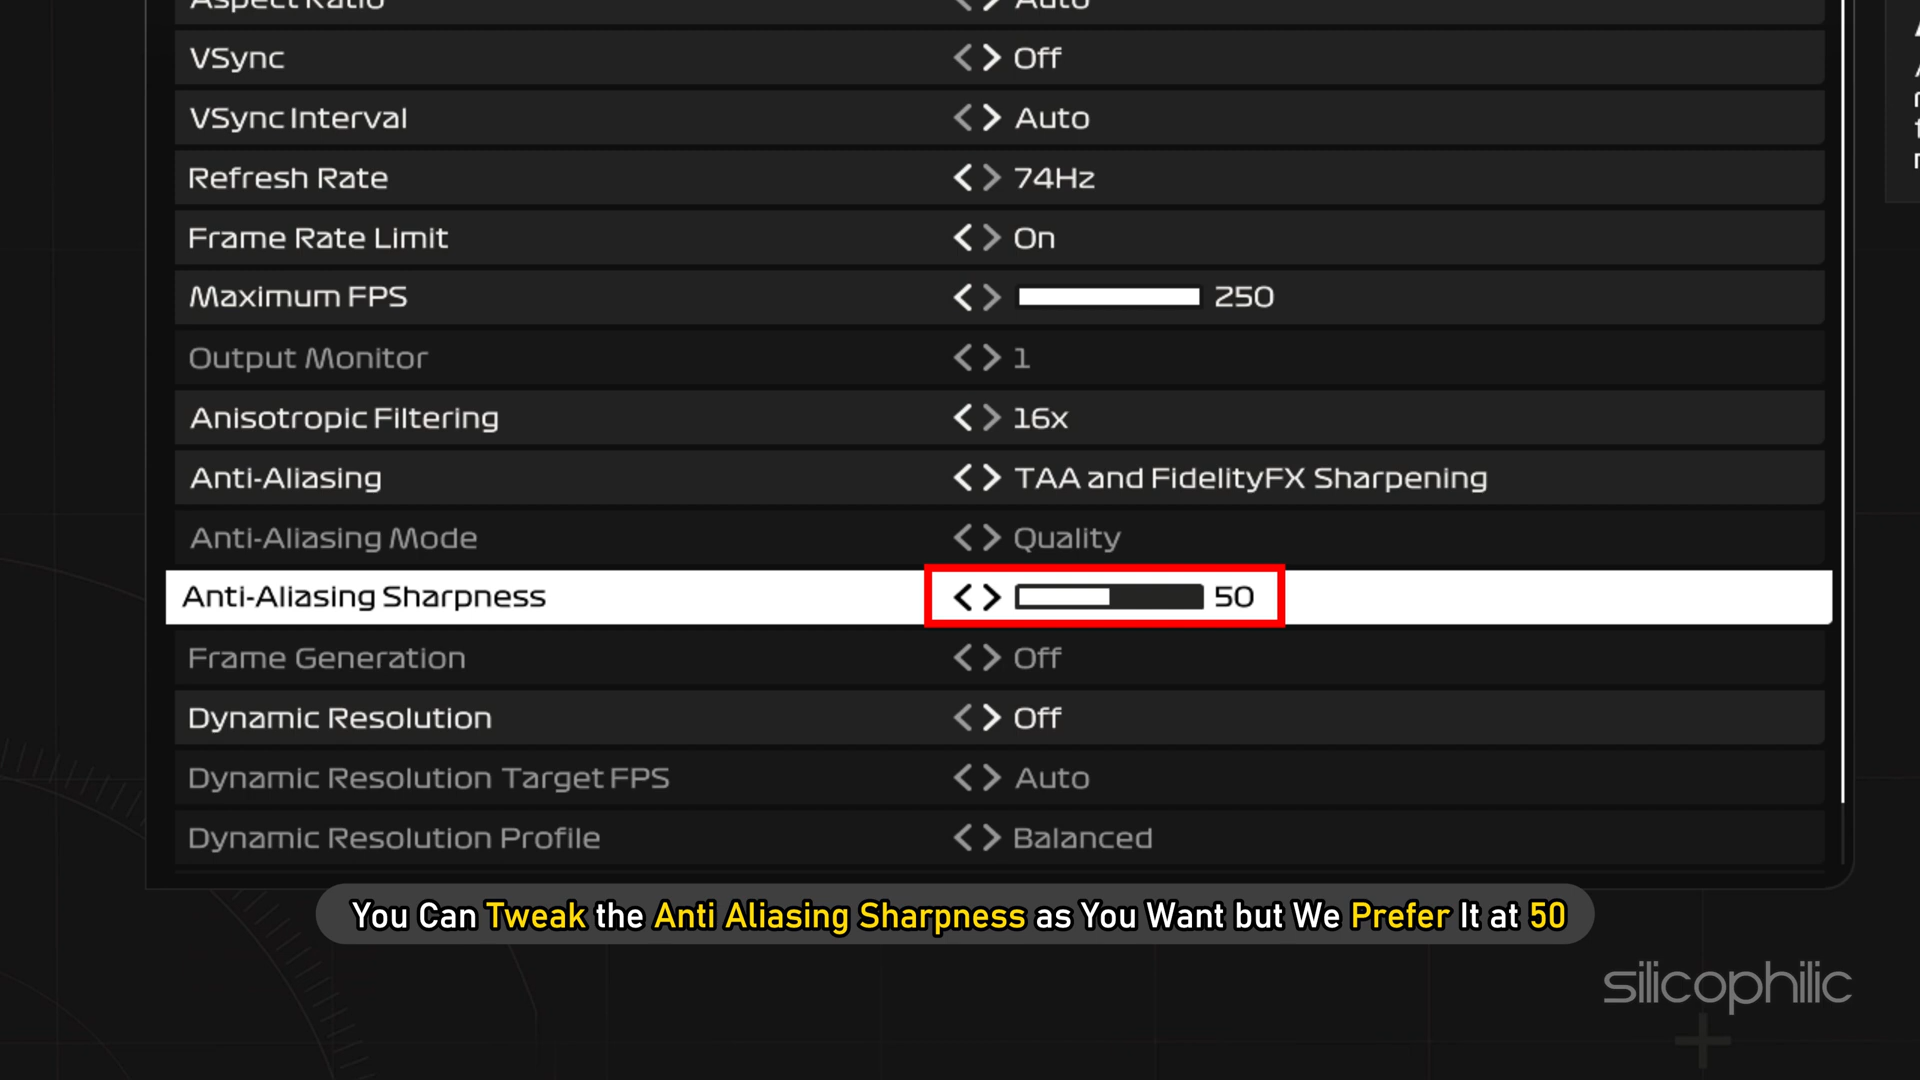 Aspect Ratio < > Auto
VSync < > Off
VSync Interval < > Auto
Refresh Rate < > 74Hz
Frame Rate Limit < > On
Maximum FPS < > 250
Output Monitor < > 1
Anisotropic Filtering < > 16x
Anti-Aliasing < > TAA and FidelityFX Sharpening
Anti-Aliasing Mode < > Quality
Anti-Aliasing Sharpness < > 50
Frame Generation < > Off
Dynamic Resolution < > Off
Dynamic Resolution Target FPS < > Auto
Dynamic Resolution Profile < > Balanced
You Can Tweak the Anti Aliasing Sharpness as You Want but We Prefer It at 50
silicophilic